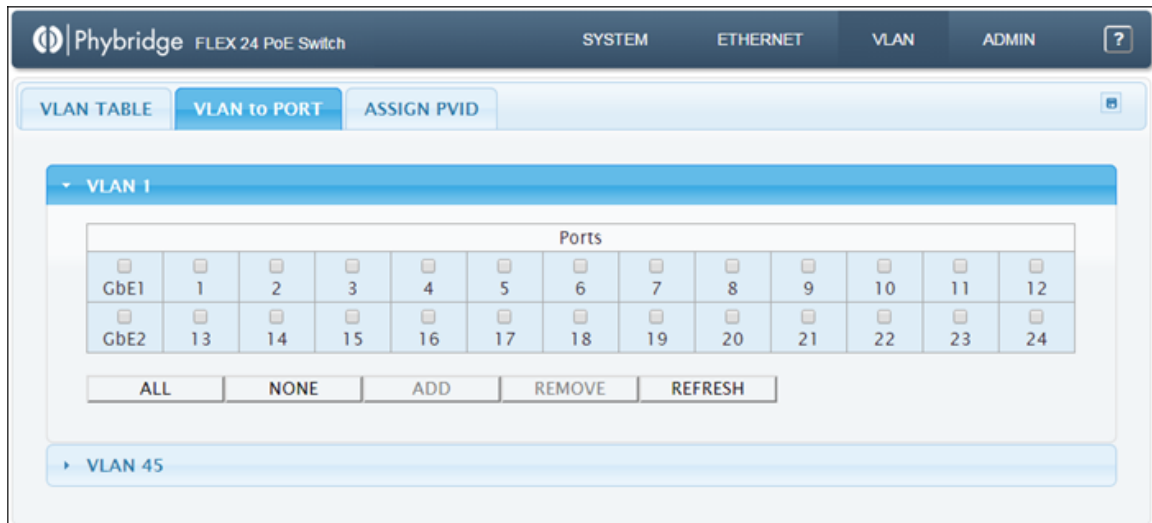 Phybridge FLEX 24 PoE Switch SYSTEM ETHERNET VLAN ADMIN ?
VLAN TABLE VLAN to PORT ASSIGN PVID
VLAN 1
Ports
GbE1 1 2 3 4 5 6 7 8 9 10 11 12
GbE2 13 14 15 16 17 18 19 20 21 22 23 24
ALL NONE ADD REMOVE REFRESH
VLAN 45